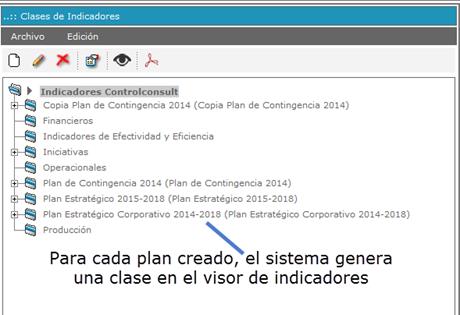 ..:: Clases de Indicadores
Archivo Edición
Indicadores Controlconsult
Copia Plan de Contingencia 2014 (Copia Plan de Contingencia 2014)
Financieros
Indicadores de Efectividad y Eficiencia
Iniciativas
Operacionales
Plan de Contingencia 2014 (Plan de Contingencia 2014)
Plan Estratégico 2015-2018 (Plan Estratégico 2015-2018)
Plan Estratégico Corporativo 2014-2018 (Plan Estratégico Corporativo 2014-2018)
Producción
Para cada plan creado, el sistema genera
una clase en el visor de indicadores